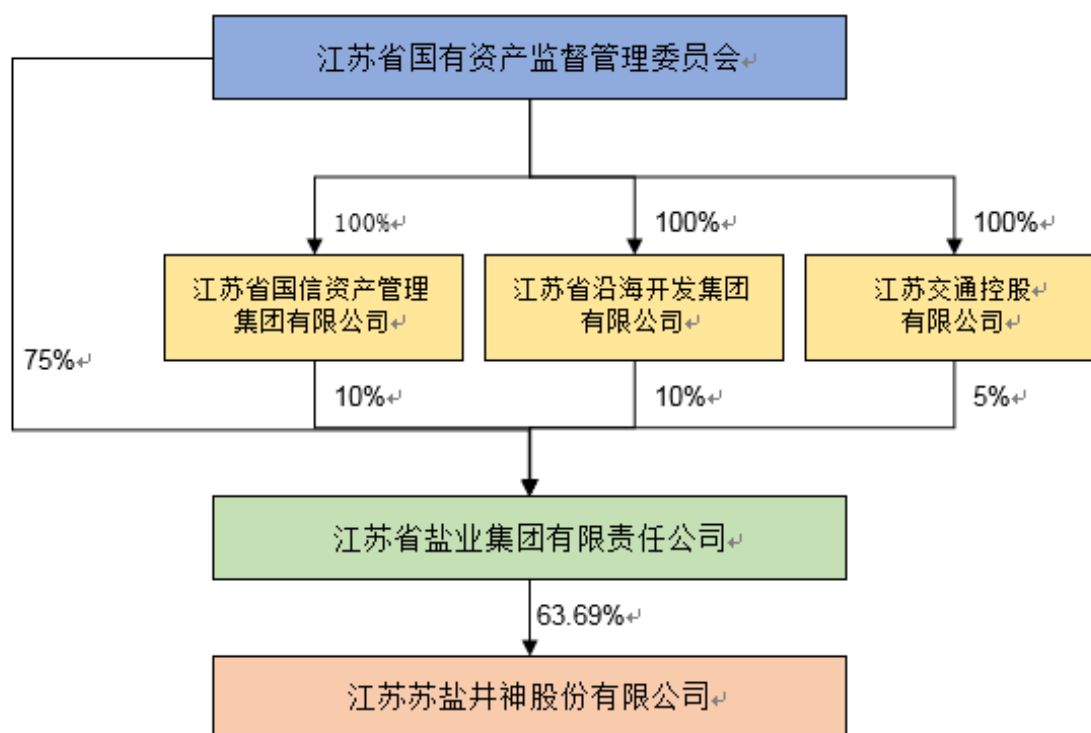 江苏省国有资产监督管理委员会
100%
100%
100%
江苏省国信资产管理
集团有限公司
江苏省沿海开发集团
有限公司
江苏交通控股
有限公司
75%
10%
10%
5%
江苏省盐业集团有限责任公司
63.69%
江苏苏盐井神股份有限公司